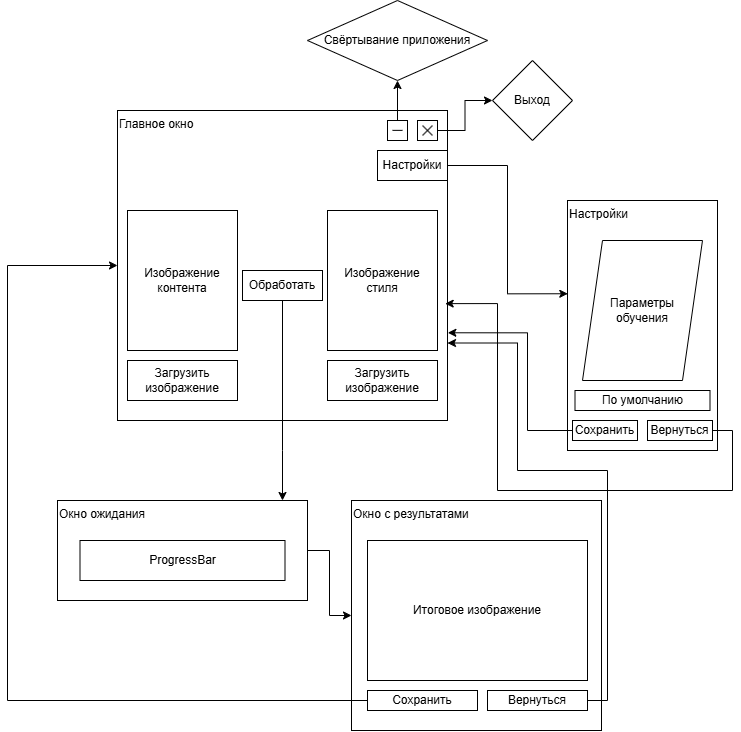 Свёртывание приложения
Выход
Главное окно
Настройки
Изображение
контента
Обработать
Изображение
стиля
Загрузить
изображение
Загрузить
изображение
Настройки
Параметры
обучения
По умолчанию
Сохранить
Вернуться
Окно ожидания
ProgressBar
Окно с результатами
Итоговое изображение
Сохранить
Вернуться